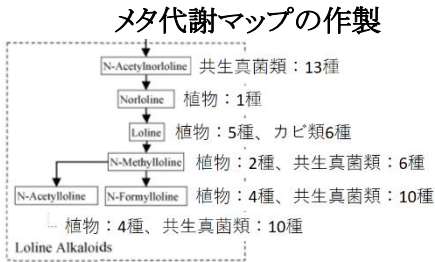 メタ代謝マップの作製
N-Acetylnorloline 共生真菌類：13種
Norloline 植物：1種
Loline 植物：5種、カビ類6種
N-Methylloline 植物：2種、共生真菌類：6種
N-Acetylloline N-Formylloline 植物：4種、共生真菌類：10種
植物：4種、共生真菌類：10種
Loline Alkaloids